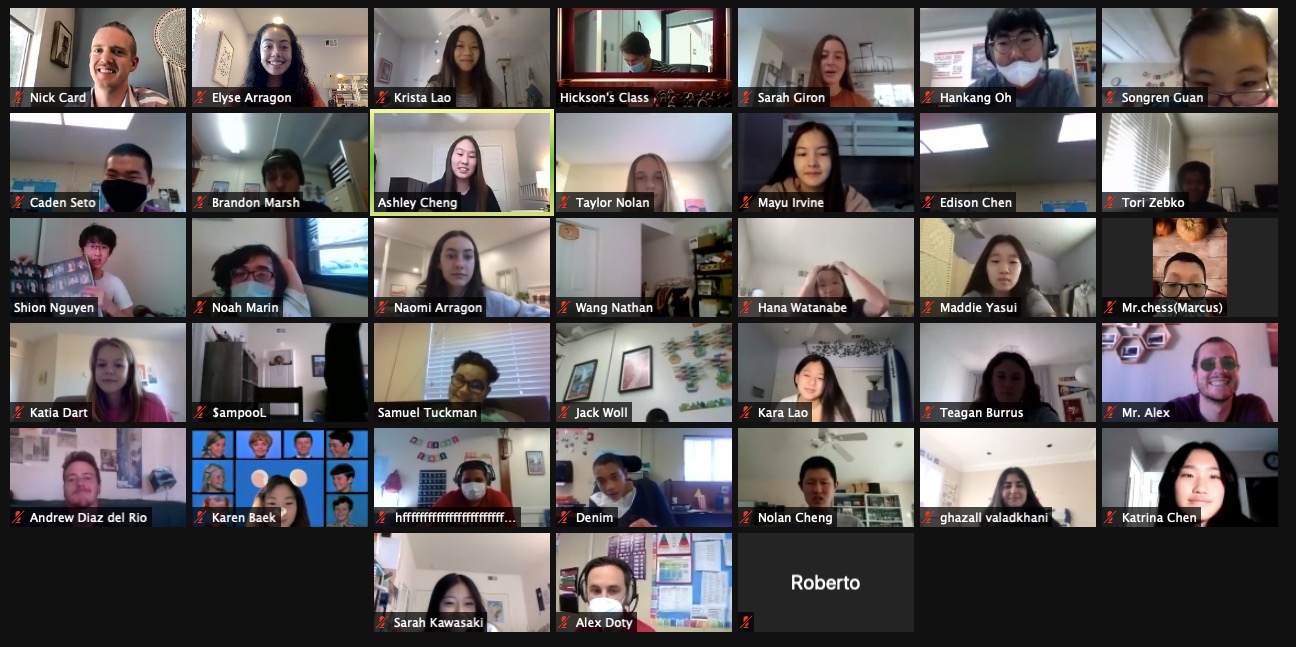 Nick Card
Elyse Arragon
Krista Lao
Hickson's Class
Sarah Giron
Hankang Oh
Songren Guan
Caden Seto
Brandon Marsh
Ashley Cheng
Taylor Nolan
Mayu Irvine
Edison Chen
Tori Zebko
Shion Nguyen
Noah Marin
Naomi Arragon
Wang Nathan
Hana Watanabe
Maddie Yasui
Mr.chess(Marcus)
Katia Dart
$ampooL
Samuel Tuckman
Jack Woll
Kara Lao
Teagan Burrus
Mr. Alex
Andrew Diaz del Rio
Karen Baek
hfffffffffffffffffffffff...
Denim
Nolan Cheng
ghazall valadkhani
Katrina Chen
Sarah Kawasaki
Alex Doty
Roberto